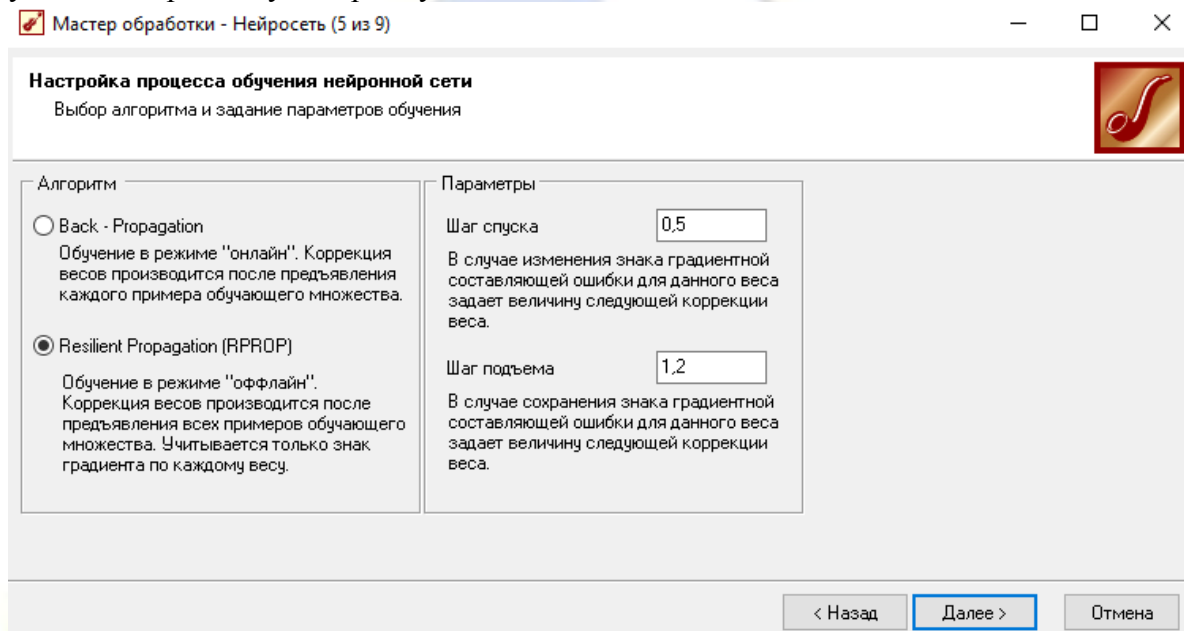 Мастер обработки - Нейросеть (5 из 9)
Настройка процесса обучения нейронной сети
Выбор алгоритма и задание параметров обучения
Алгоритм
Back - Propagation
Обучение в режиме "онлайн". Коррекция
весов производится после предъявления
каждого примера обучающего множества.
Resilient Propagation (RPROP)
Обучение в режиме "оффлайн".
Коррекция весов производится после
предъявления всех примеров обучающего
множества. Учитывается только знак
градиента по каждому весу.
Параметры
Шаг спуска 0,5
В случае изменения знака градиентной
составляющей ошибки для данного веса
задает величину следующей коррекции
веса.
Шаг подъема 1,2
В случае сохранения знака градиентной
составляющей ошибки для данного веса
задает величину следующей коррекции
веса.
< Назад
Далее >
Отмена